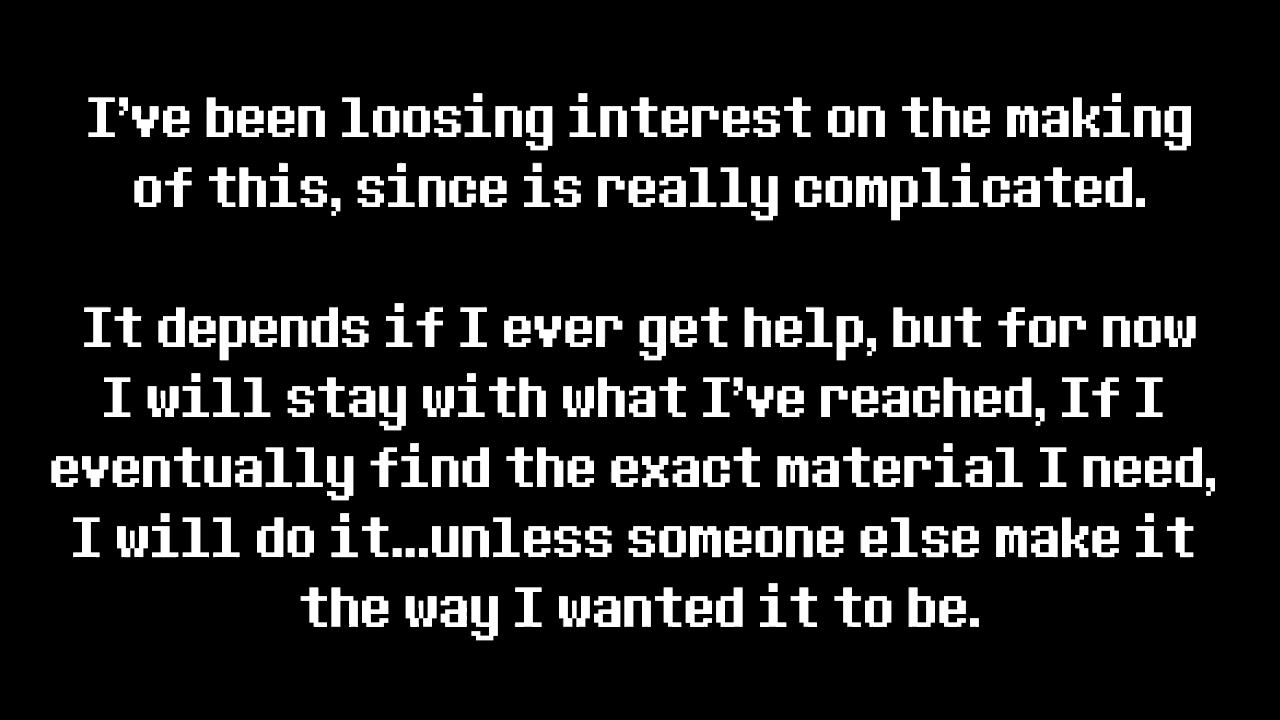 I've been loosing interest on the making
of this, since is really complicated.
It depends if I ever get help, but for now
I will stay with what I've reached, If I
eventually find the exact material I need,
I will do it...unless someone else make it
the way I wanted it to be.